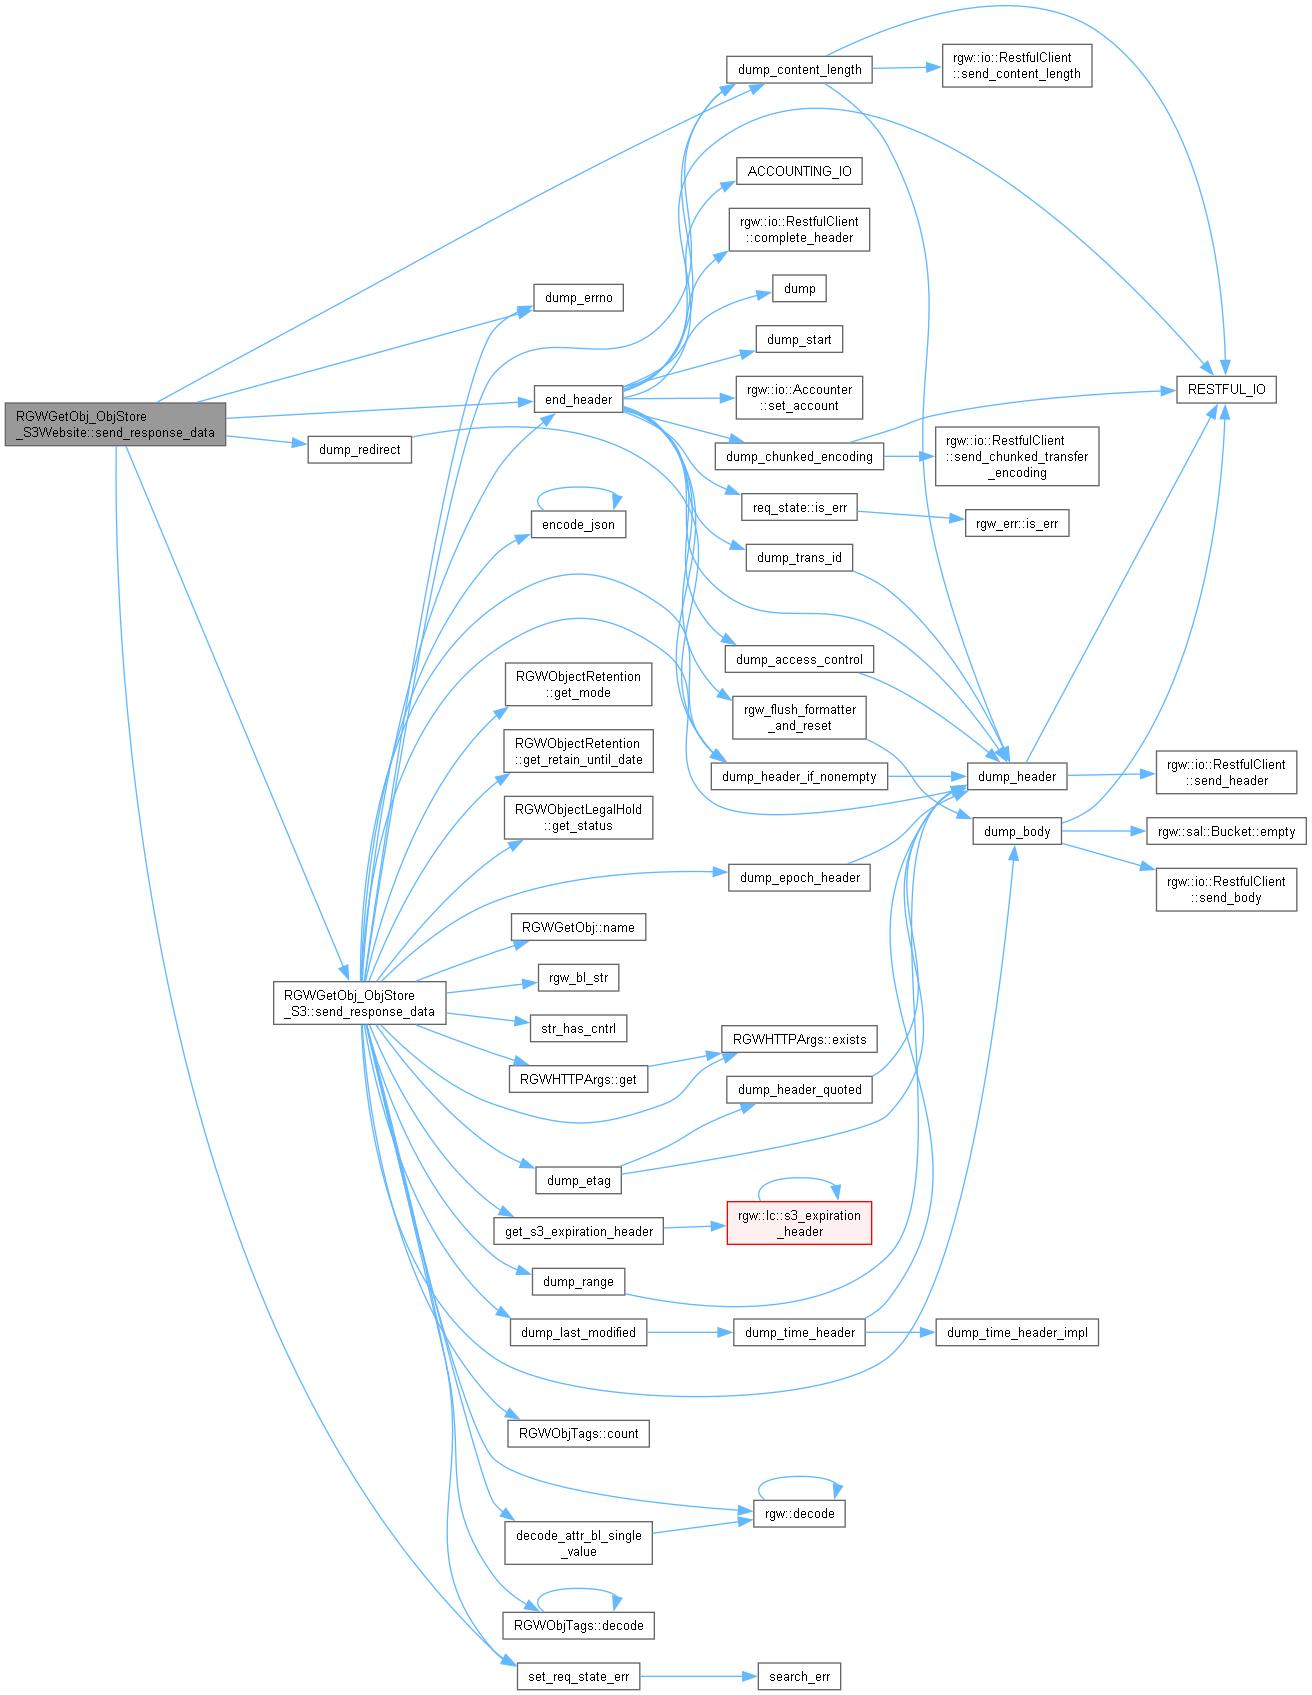 dump_content_length
rgw::io::RestfulClient
::send_content_length
ACCOUNTING_IO
rgw::io::RestfulClient
::complete_header
dump
dump_errno
dump_start
RESTFUL_IO
end_header
rgw::io::Accounter
::set_account
RGWGetObj_ObjStore
_S3Website::send_response_data
dump_redirect
dump_chunked_encoding
rgw::io::RestfulClient
::send_chunked_transfer
_encoding
req_state::is_err
rgw_err::is_err
encode_json
dump_trans_id
dump_access_control
RGWObjectRetention
::get_mode
rgw_flush_formatter
_and_reset
RGWObjectRetention
::get_retain_until_date
dump_header_if_nonempty
dump_header
rgw::io::RestfulClient
::send_header
RGWObjectLegalHold
::get_status
dump_body
rgw::sal::Bucket::empty
dump_epoch_header
rgw::io::RestfulClient
::send_body
RGWGetObj::name
rgw_bl_str
RGWGetObj_ObjStore
_S3::send_response_data
str_has_cntrl
RGWHTTPArgs::exists
RGWHTTPArgs::get
dump_header_quoted
dump_etag
rgw::lc::s3_expiration
_header
get_s3_expiration_header
dump_range
dump_last_modified
dump_time_header
dump_time_header_impl
RGWObjTags::count
rgw::decode
decode_attr_bl_single
_value
RGWObjTags::decode
set_req_state_err
search_err